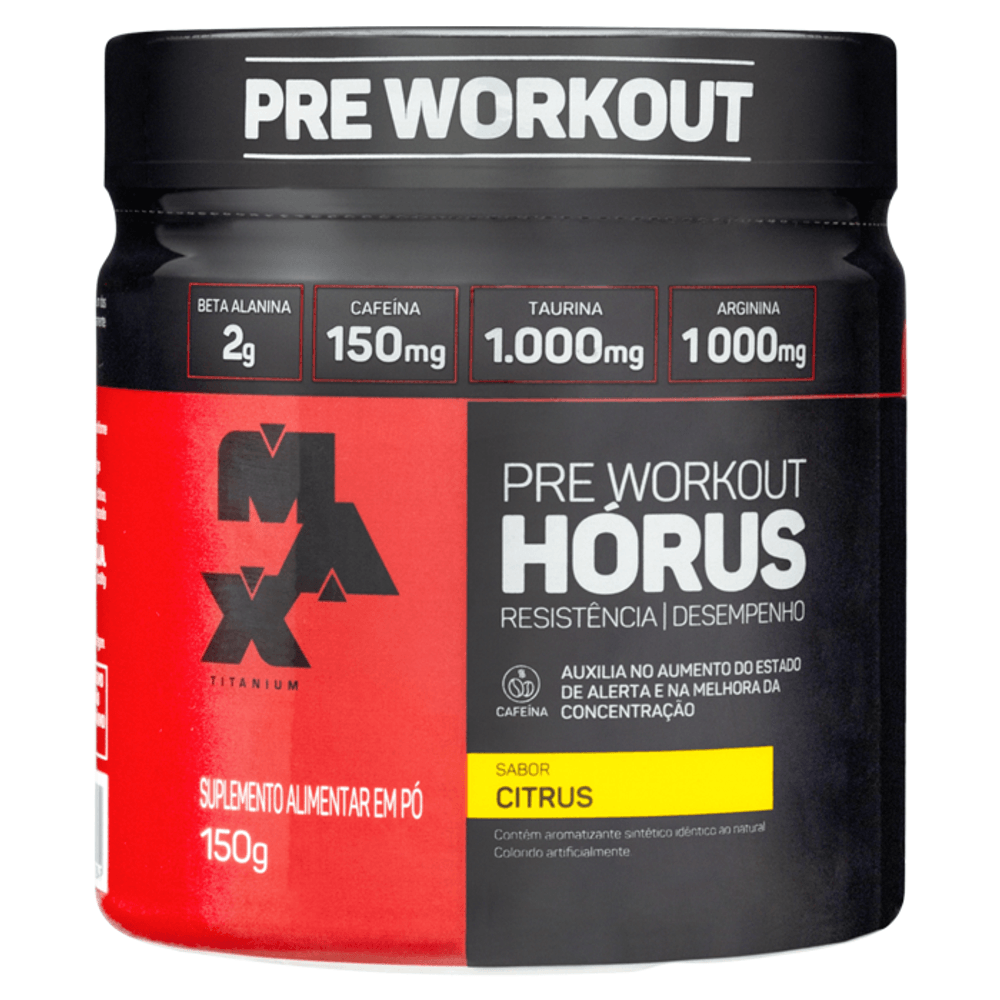 PRE WORKOUT
BETA ALANINA
2g
CAFEÍNA
150mg
TAURINA
1.000mg
ARGININA
1000mg
MAX
TITANIUM
PRE WORKOUT
HÓRUS
RESISTÊNCIA | DESEMPENHO
CAFEÍNA
AUXILIA NO AUMENTO DO ESTADO
DE ALERTA E NA MELHORA DA
CONCENTRAÇÃO
SABOR
CITRUS
Contém aromatizante sintético idêntico ao natural
Colorido artificialmente.
SUPLEMENTO ALIMENTAR EM PÓ
150g